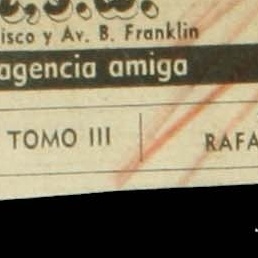 isco y Av. B. Franklin
agencia amiga
TOMO III
RAFA